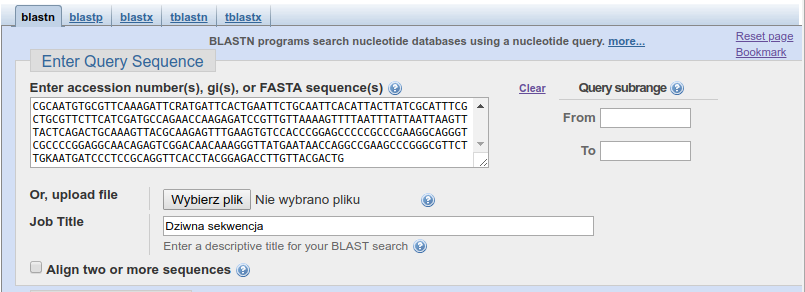 blastn blastp blastx tblastn tblastx
BLASTN programs search nucleotide databases using a nucleotide query. more...
Reset page
Bookmark
Enter Query Sequence
Enter accession number(s), gi(s), or FASTA sequence(s)
Clear
Query subrange
CGCAATGTGCGTTCAAAGATTCRATGATTCACTGAATTCTGCAATTCACATTACTTATCGCATTTCG
CTGCGTTCTTCATCGATGCCAGAACCAAGAGATCCGTTGTTAAAAGTTTTAATTTATTAATTAAGTT
TACTCAGACTGCAAAGTTACGCAAGAGTTTGAAGTGTCCACCCGGAGCCCCCGCCCGAAGGCAGGGT
CGCCCCGGAGGCAACAGAGTCGGACAACAAAGGGTTATGAATAACCAGGCCGAAGCCCGGGCGTTCT
TGKAATGATCCCTCCGCAGGTTCACCTACGGAGACCTTGTTACGACTG
From
To
Or, upload file
Wybierz plik Nie wybrano pliku
Job Title
Dziwna sekwencja
Enter a descriptive title for your BLAST search
Align two or more sequences